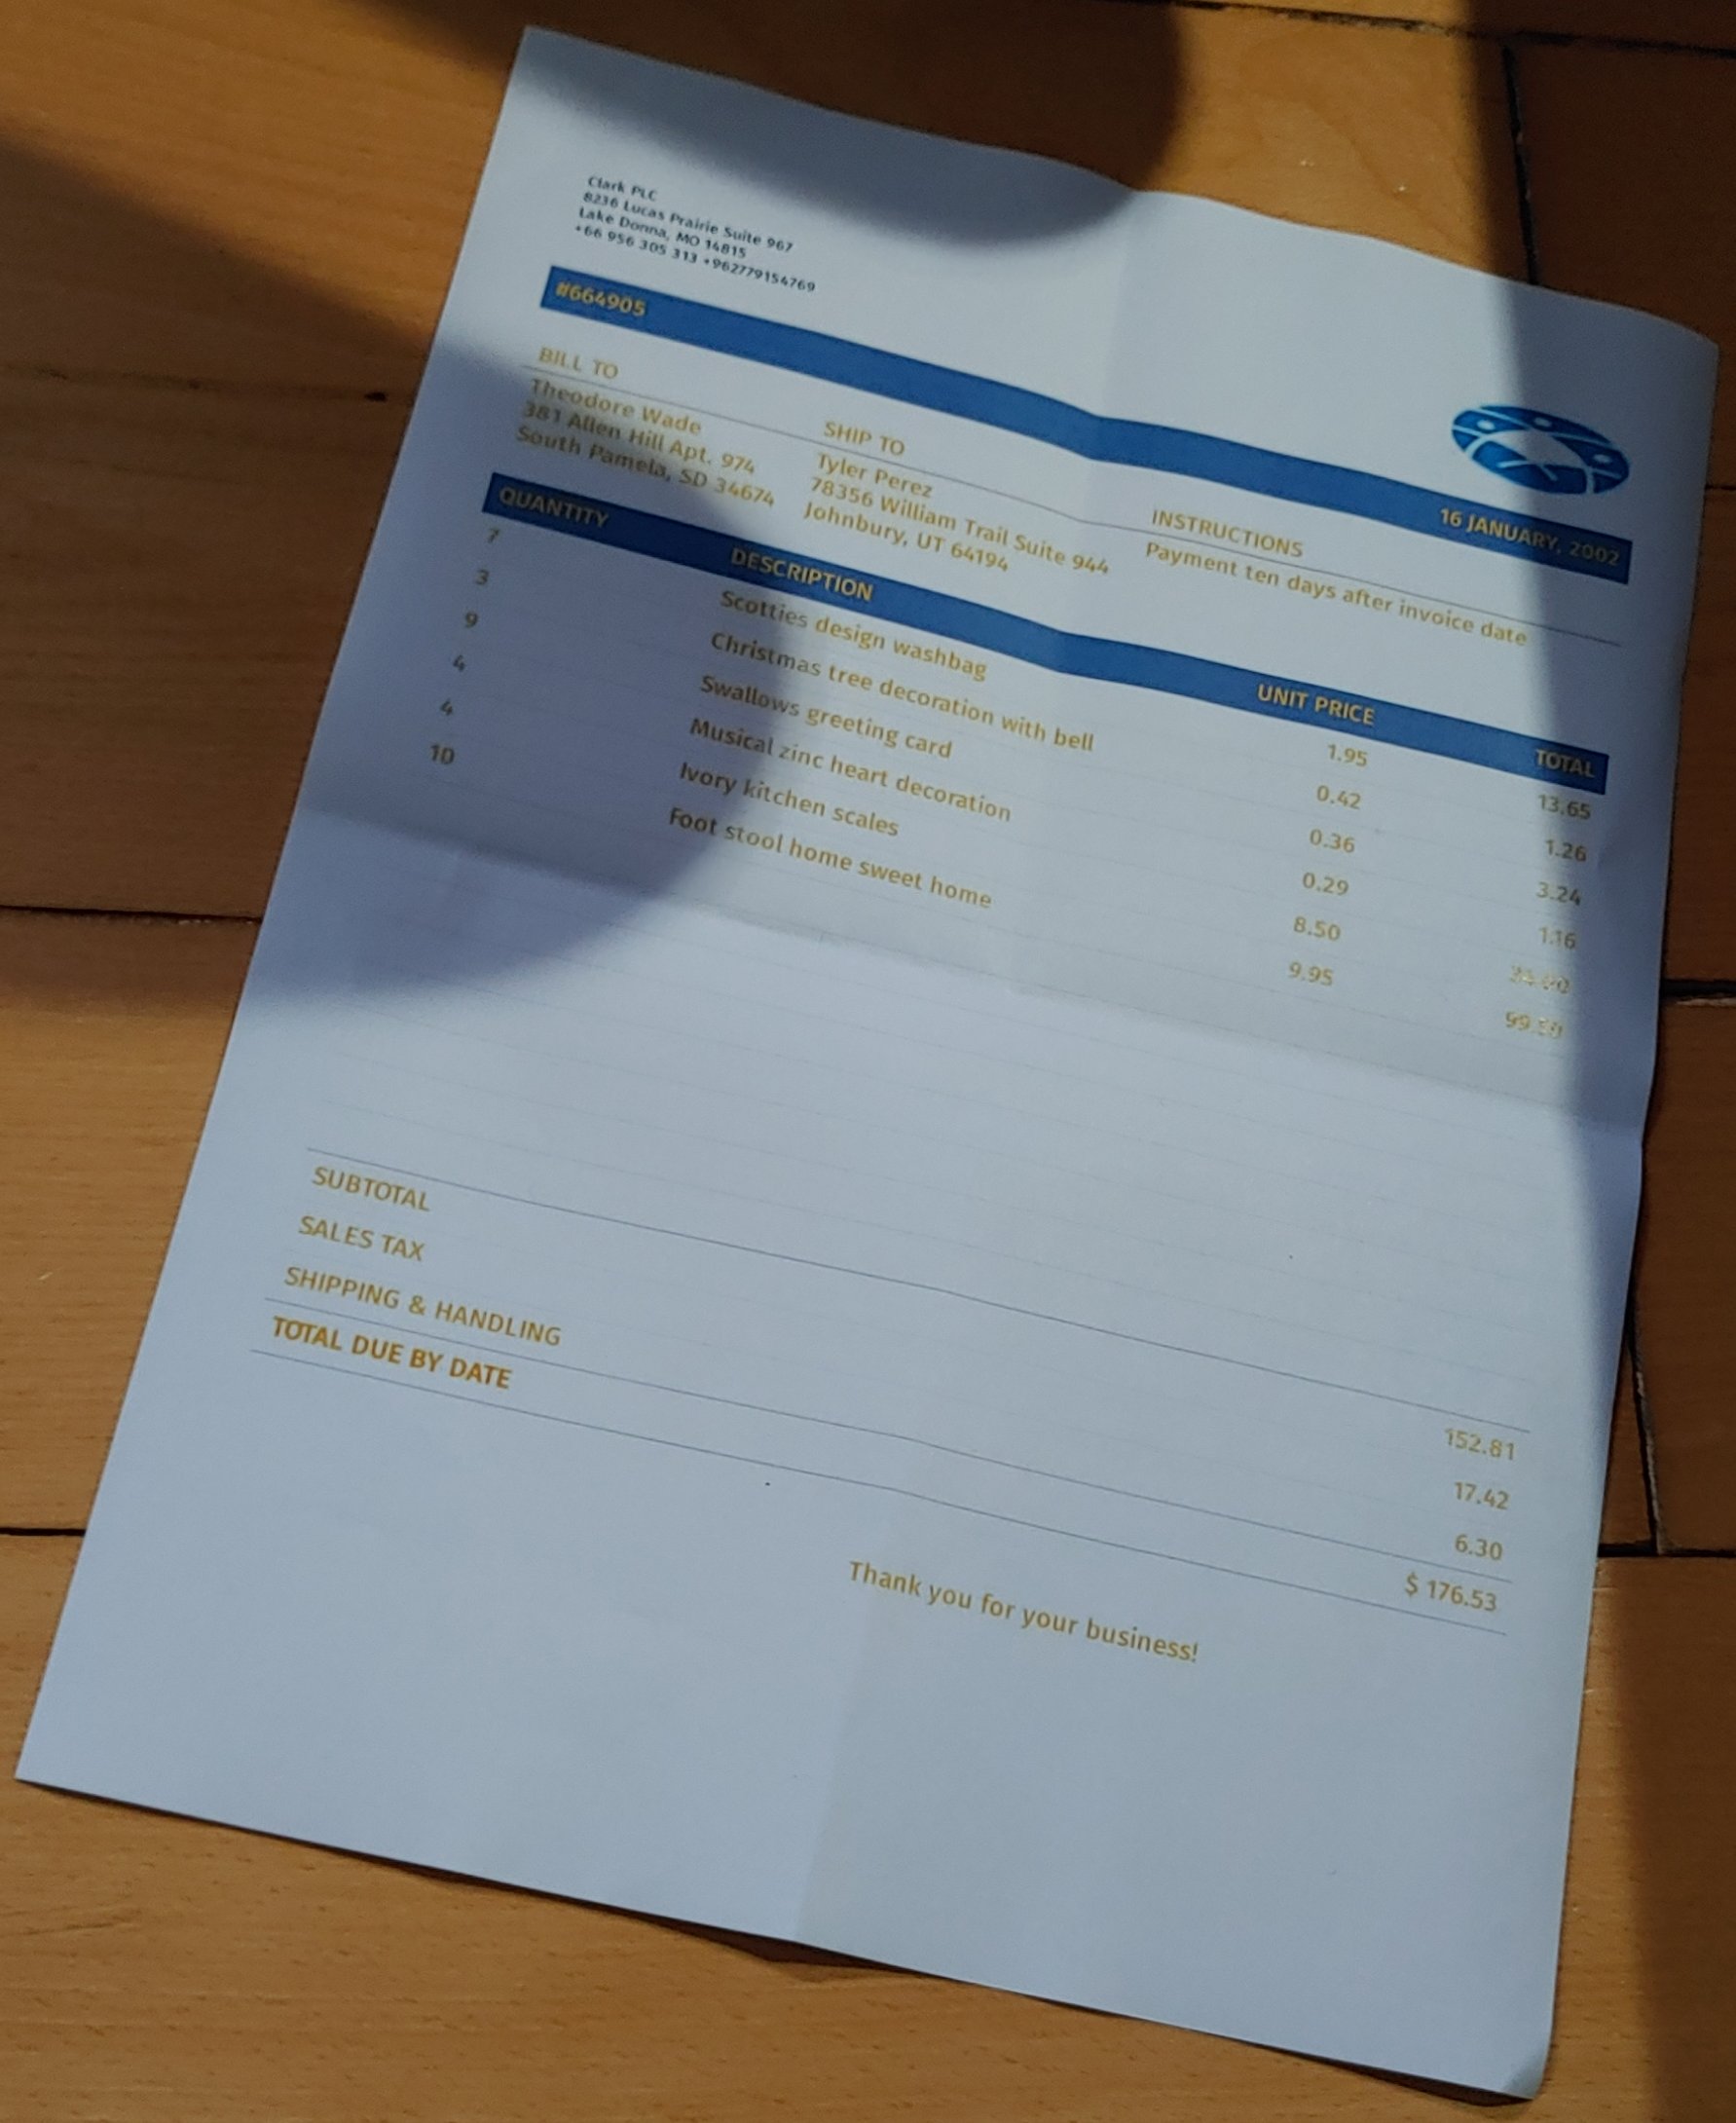 Clark PLC
8236 Lucas Prairie Suite 967
Lake Donna, MO 14815
+66 956 305 313 +962779154769
#664905
16 JANUARY, 2002
BILL TO
Theodore Wade
381 Allen Hill Apt. 974
South Pamela, SD 34674
SHIP TO
Tyler Perez
78356 William Trail Suite 944
Johnbury, UT 64194
INSTRUCTIONS
Payment ten days after invoice date
QUANTITY DESCRIPTION UNIT PRICE TOTAL
7 Scotties design washbag 1.95 13.65
3 Christmas tree decoration with bell 0.42 1.26
9 Swallows greeting card 0.36 3.24
4 Musical zinc heart decoration 0.29 1.16
4 Ivory kitchen scales 8.50
10 Foot stool home sweet home 9.95
SUBTOTAL 152.81
SALES TAX 17.42
SHIPPING & HANDLING 6.30
TOTAL DUE BY DATE $ 176.53
Thank you for your business!